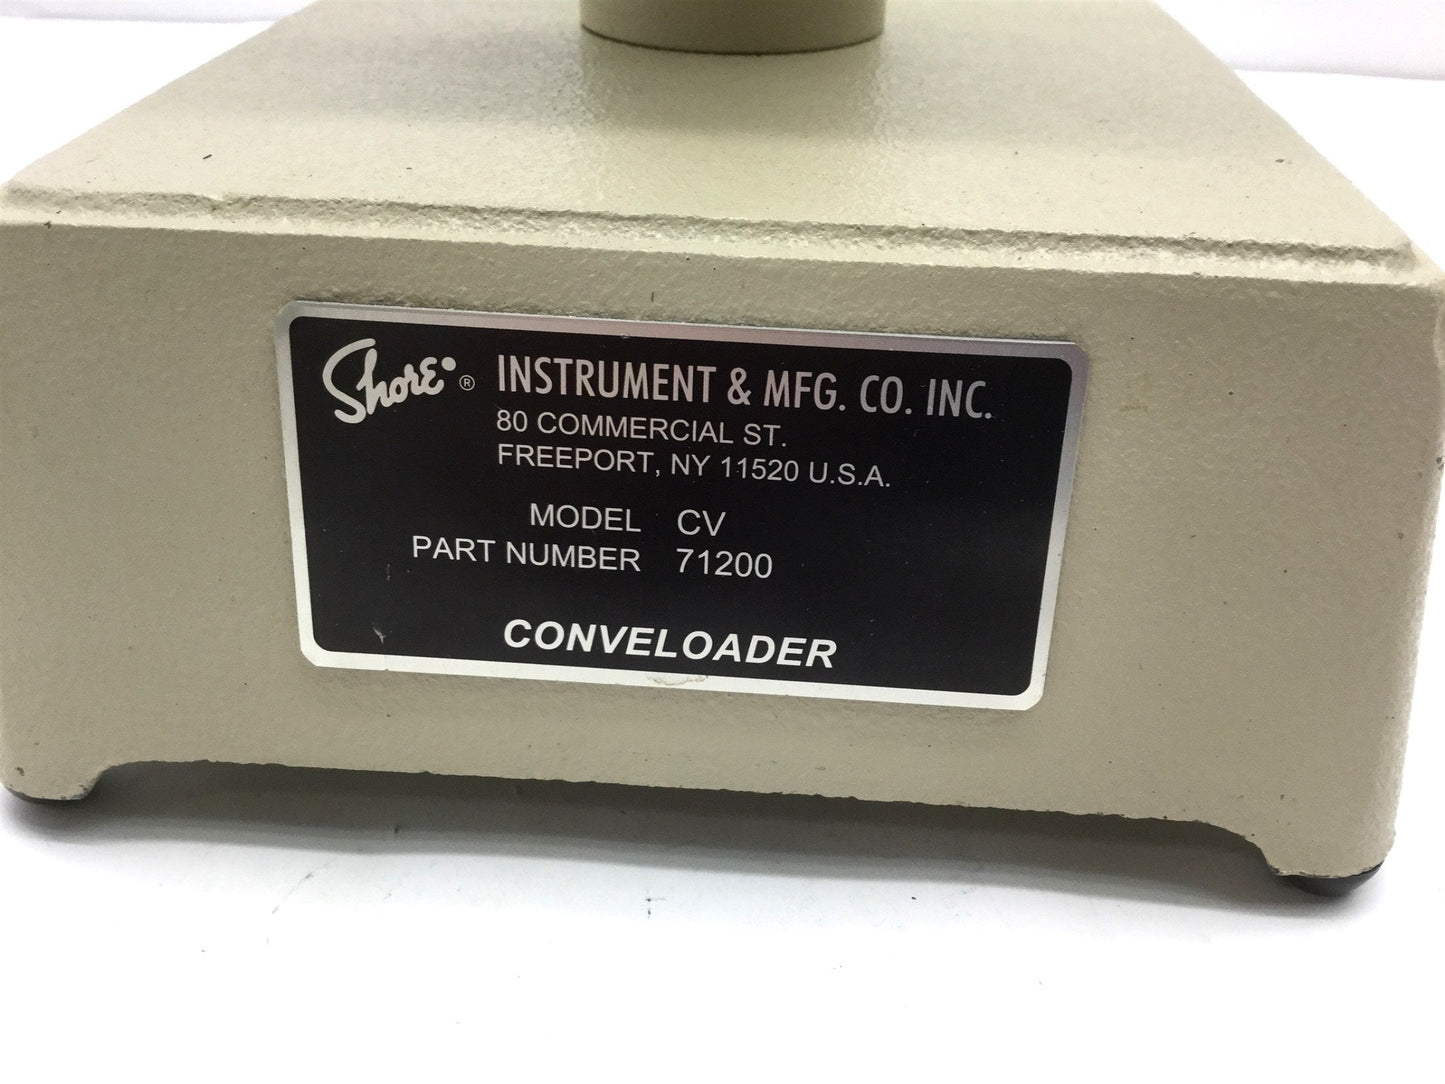 Shore® INSTRUMENT & MFG. CO. INC.
80 COMMERCIAL ST.
FREEPORT, NY 11520 U.S.A.
MODEL CV
PART NUMBER 71200
CONVELOADER